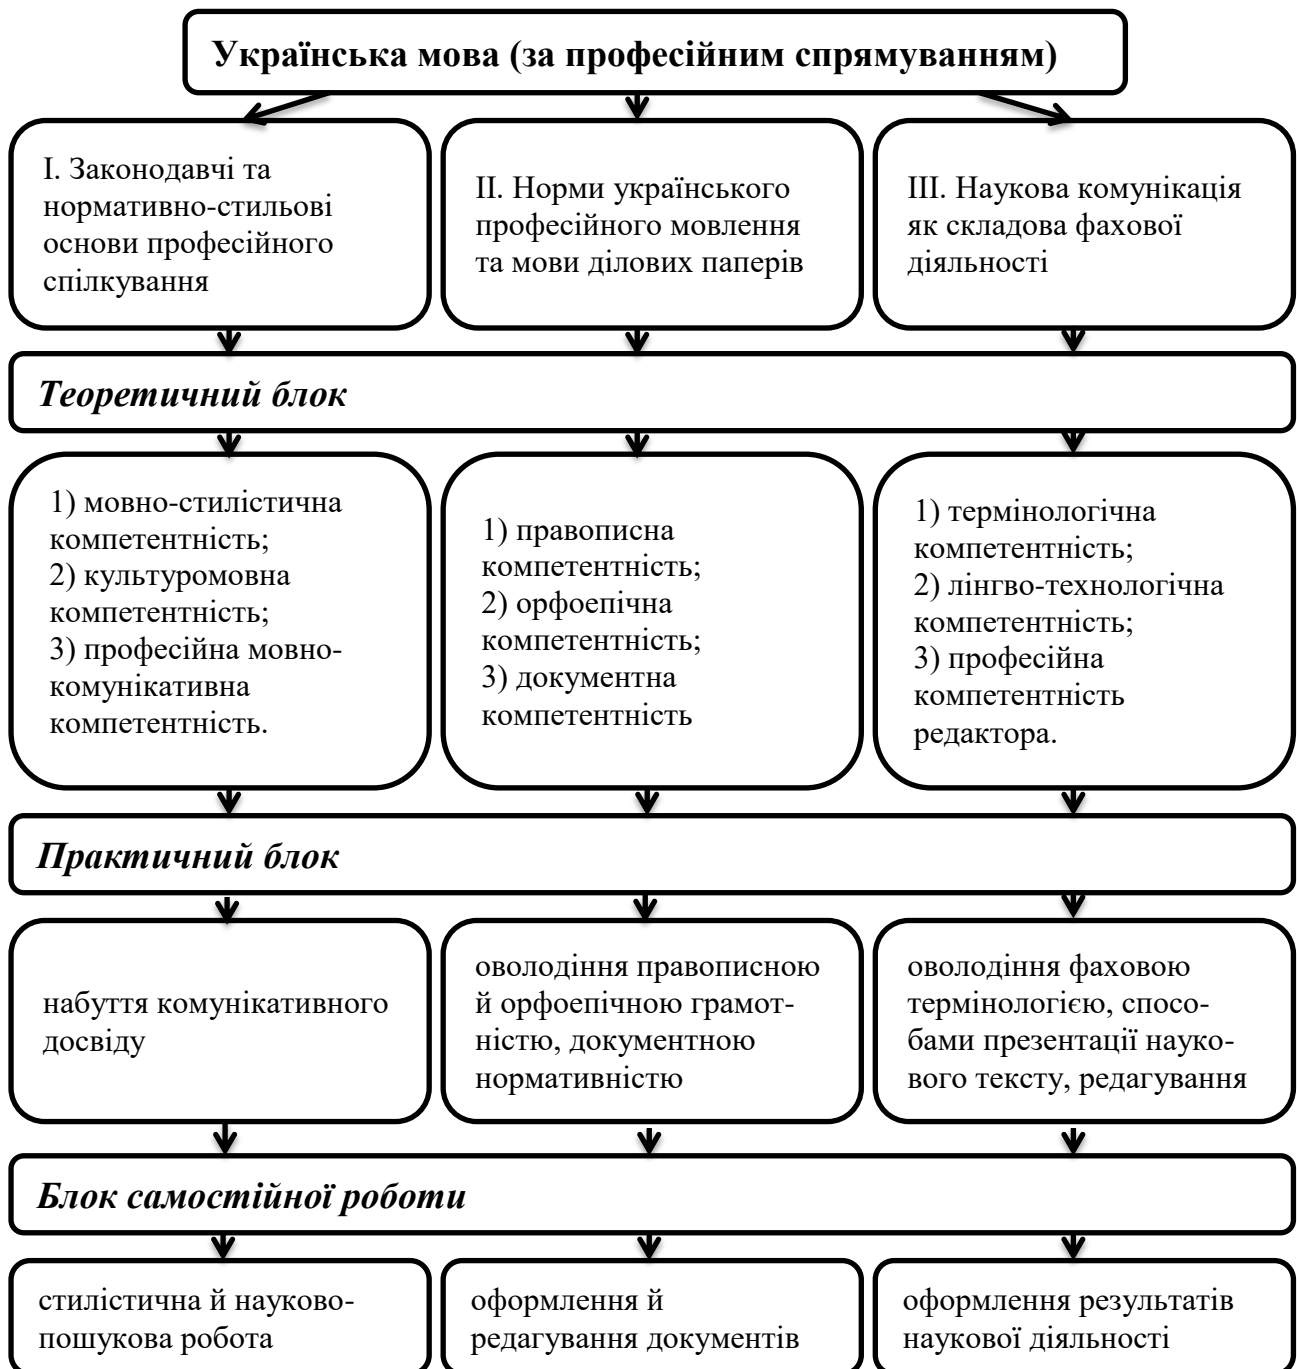 Українська мова (за професійним спрямуванням)
І. Законодавчі та
нормативно-стильові
основи професійного
спілкування
ІІ. Норми українського
професійного мовлення
та мови ділових паперів
ІІІ. Наукова комунікація
як складова фахової
діяльності
Теоретичний блок
1) мовно-стилістична
компетентність;
2) культуромовна
компетентність;
3) професійна мовно-
комунікативна
компетентність.
1) правописна
компетентність;
2) орфоепічна
компетентність;
3) документна
компетентність
1) термінологічна
компетентність;
2) лінгво-технологічна
компетентність;
3) професійна
компетентність
редактора.
Практичний блок
набуття комунікативного
досвіду
оволодіння правописною
й орфоепічною грамот-
ністю, документною
нормативністю
оволодіння фаховою
термінологією, спосо-
бами презентації науко-
вого тексту, редагування
Блок самостійної роботи
стилістична й науково-
пошукова робота
оформлення й
редагування документів
оформлення результатів
наукової діяльності